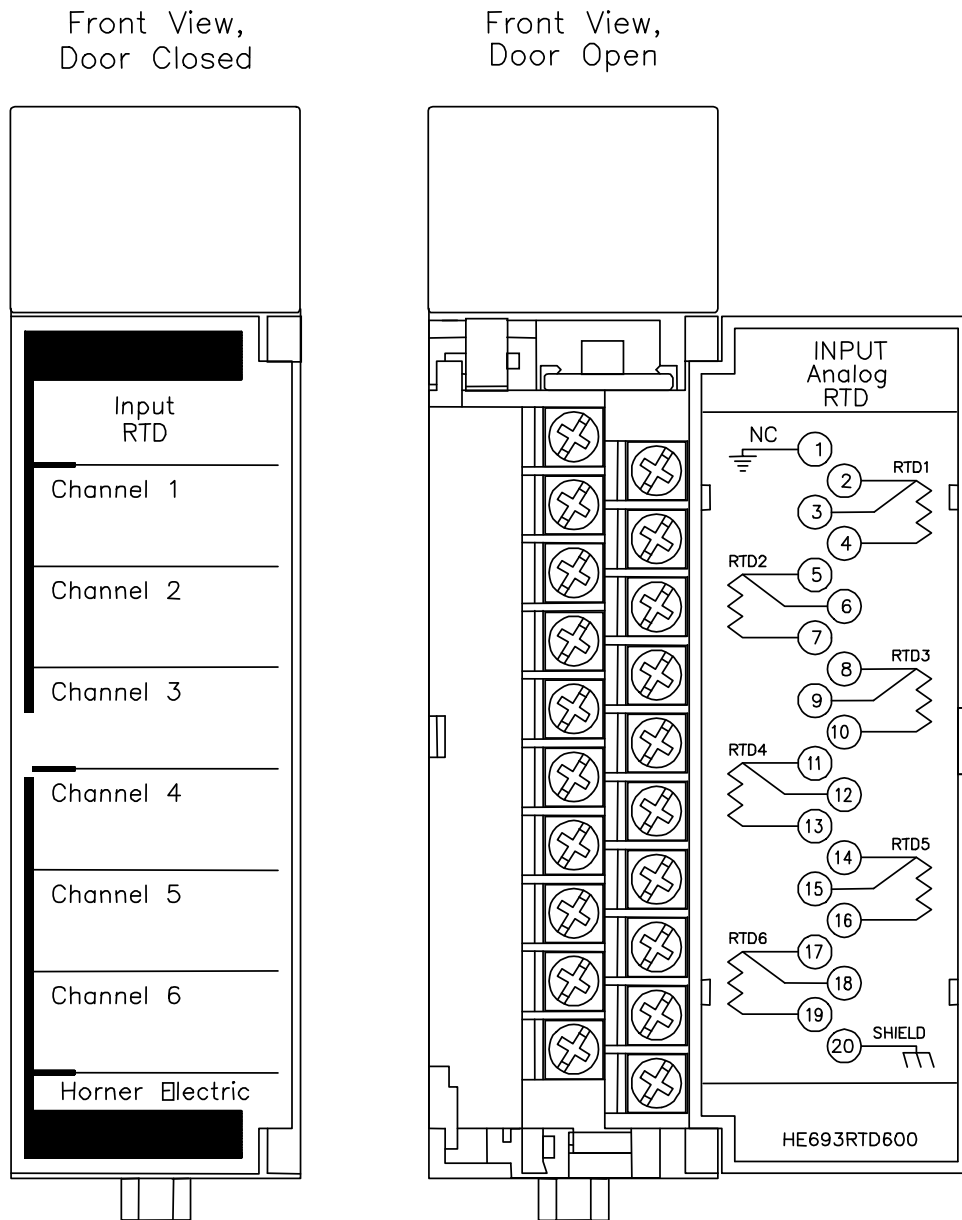 Front View,
Door Closed
Front View,
Door Open
Input
RTD
Channel 1
Channel 2
Channel 3
Channel 4
Channel 5
Channel 6
Horner Electric
INPUT
Analog
RTD
NC
1
2
RTD1
3
4
RTD2
5
6
7
8
RTD3
9
10
RTD4
11
12
13
14
RTD5
15
16
RTD6
17
18
19
20
SHIELD
HE693RTD600